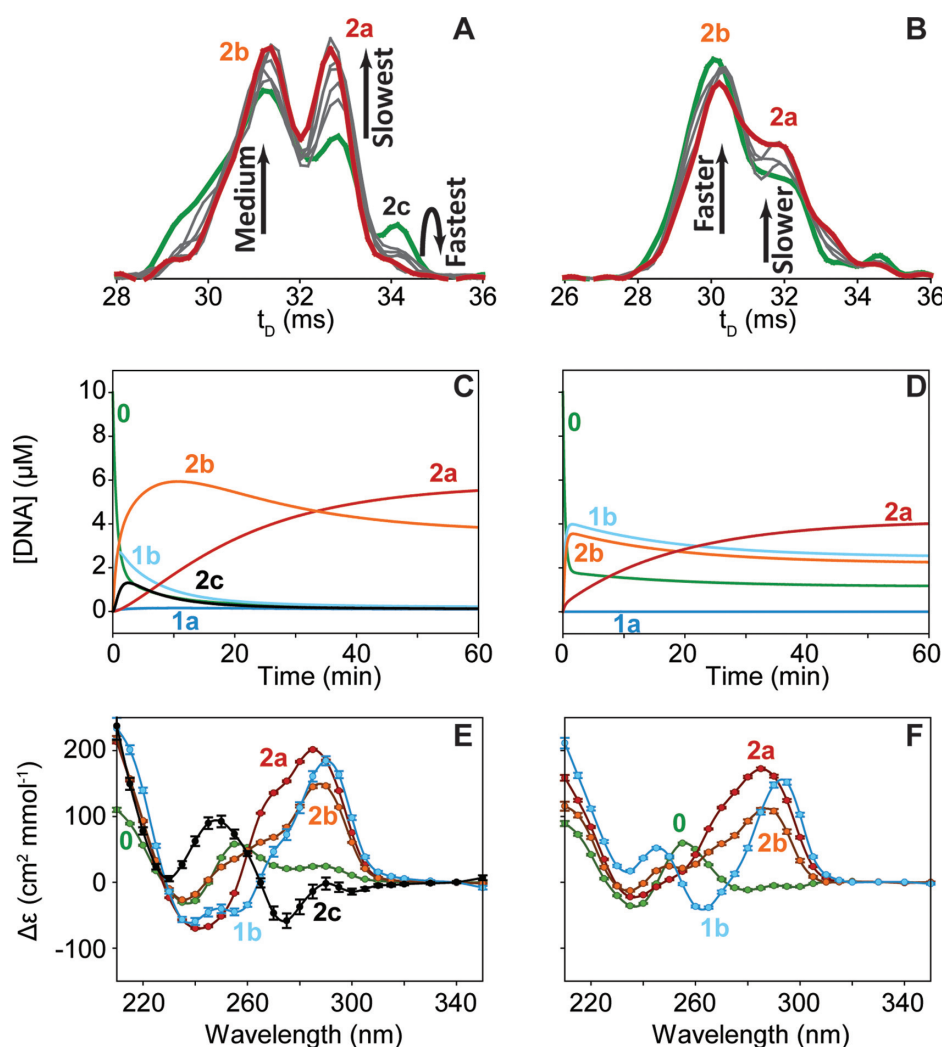 A
2b
2a
Medium
Slowest
2c
Fastest
28 30 32 34 36
t_D (ms)
B
2b
2a
Faster
Slower
26 28 30 32 34 36
t_D (ms)
C
10
8
6
4
2
0
[DNA] (µM)
0
2b
2a
1b
2c
1a
0 20 40 60
Time (min)
D
0
1b
2b
2a
1a
0 20 40 60
Time (min)
E
200
100
0
-100
Δε (cm² mmol⁻¹)
0
2a
2b
1b
2c
220 260 300 340
Wavelength (nm)
F
2a
0
2b
1b
220 260 300 340
Wavelength (nm)